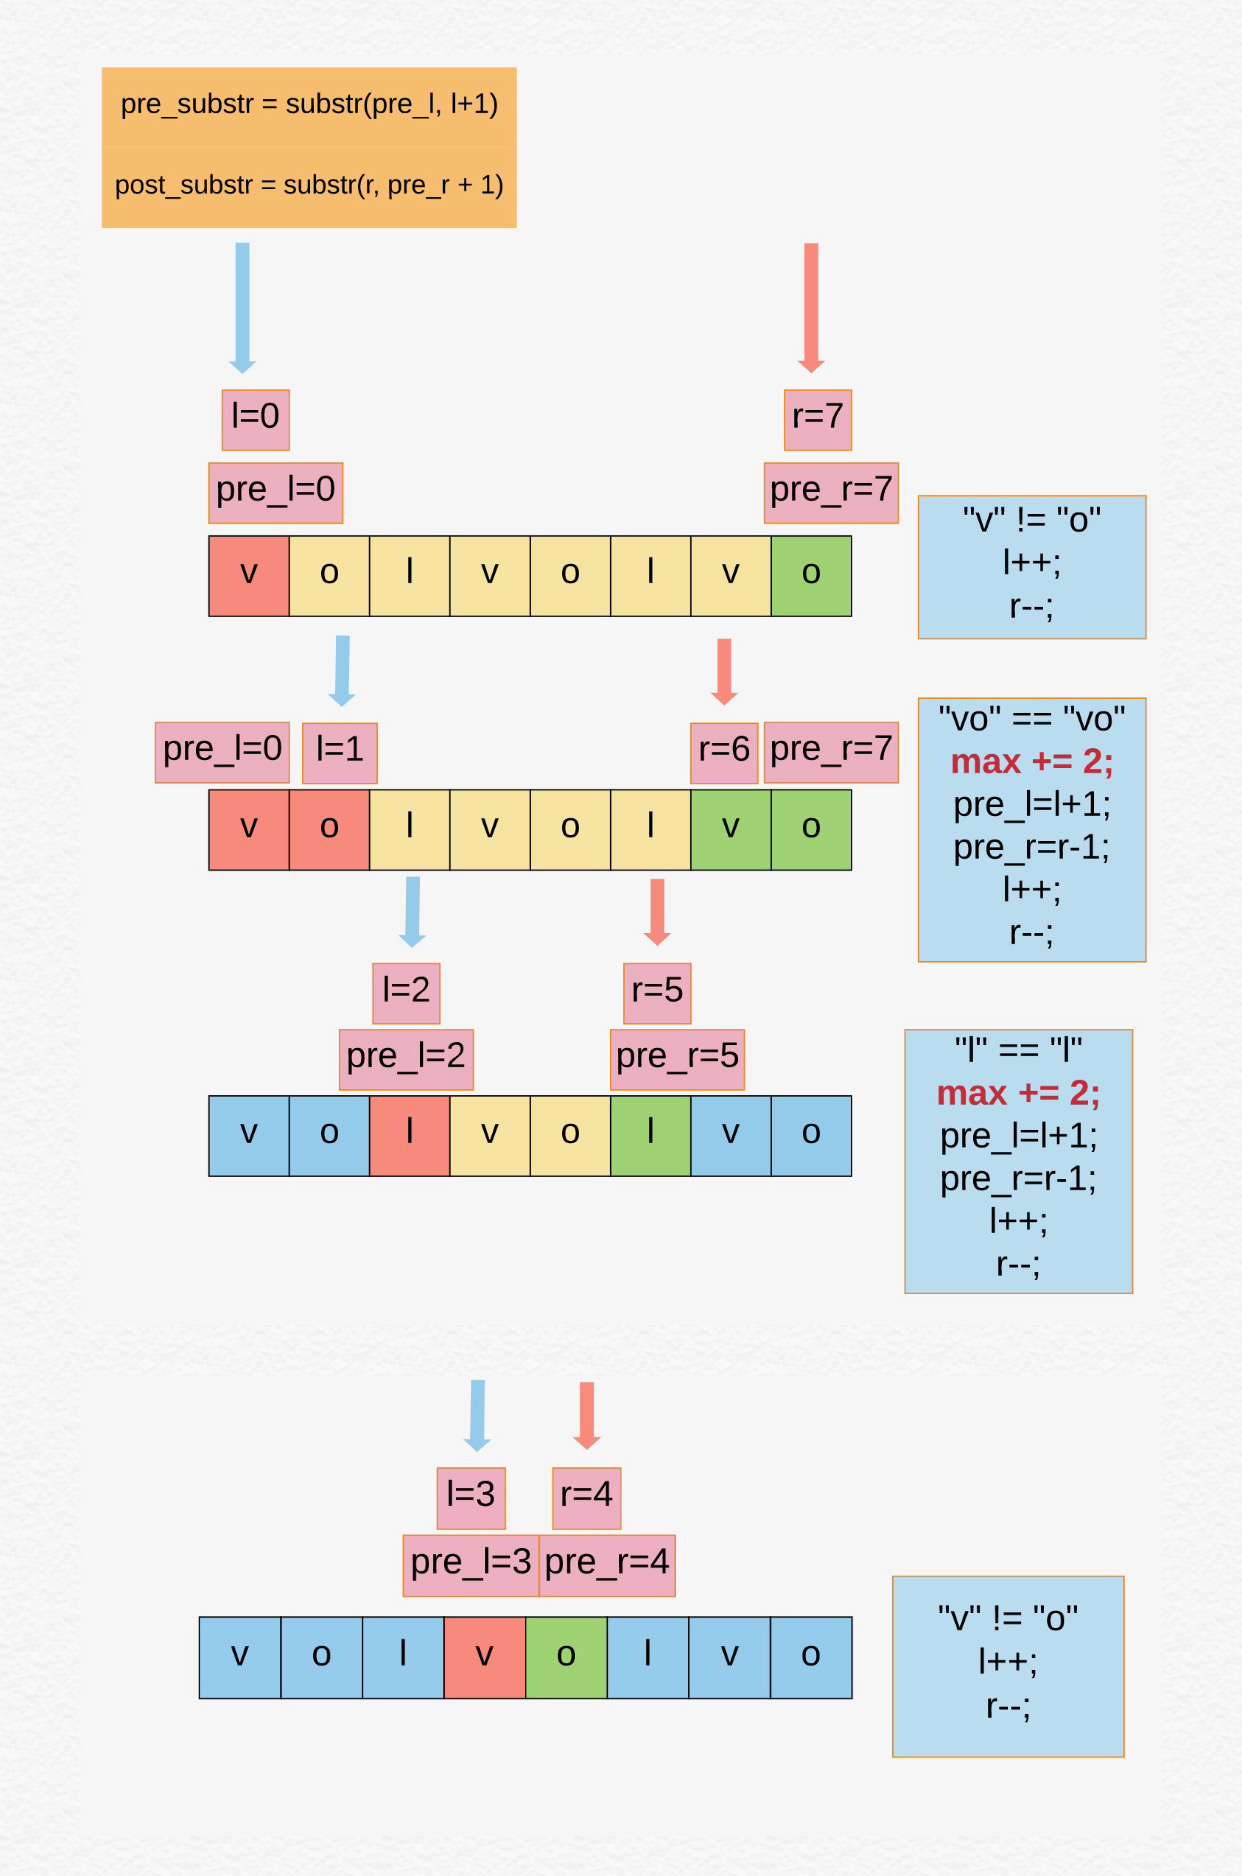 pre_substr = substr(pre_l, l+1)
post_substr = substr(r, pre_r + 1)
l=0
r=7
pre_l=0
pre_r=7
v o l v o l v o
"v" != "o"
l++;
r--;
pre_l=0
l=1
r=6
pre_r=7
v o l v o l v o
"vo" == "vo"
max += 2;
pre_l=l+1;
pre_r=r-1;
l++;
r--;
l=2
r=5
pre_l=2
pre_r=5
v o l v o l v o
"l" == "l"
max += 2;
pre_l=l+1;
pre_r=r-1;
l++;
r--;
l=3
r=4
pre_l=3
pre_r=4
v o l v o l v o
"v" != "o"
l++;
r--;